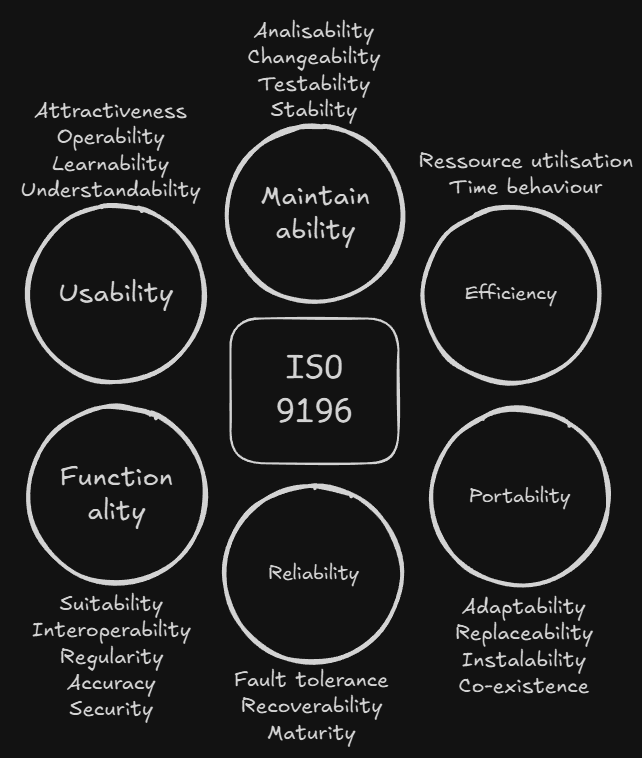 Analisability
Changeability
Testability
Stability
Maintain
ability
Attractiveness
Operability
Learnability
Understandability
Usability
Ressource utilisation
Time behaviour
Efficiency
ISO
9196
Function
ality
Suitability
Interoperability
Regularity
Accuracy
Security
Reliability
Fault tolerance
Recoverability
Maturity
Portability
Adaptability
Replaceability
Instalability
Co-existence